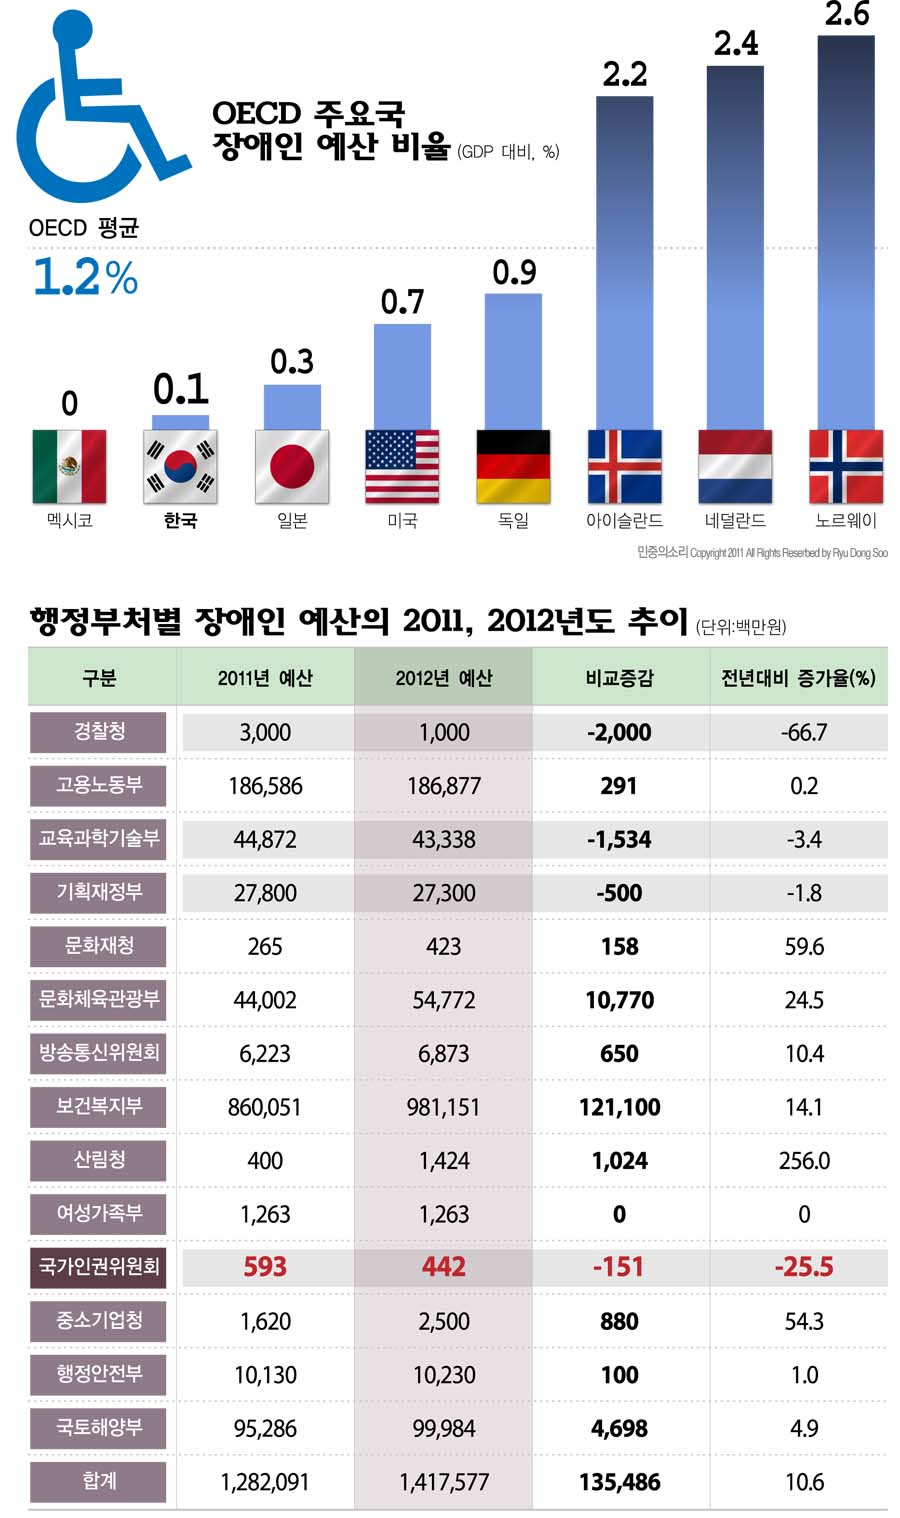 OECD 주요국
장애인 예산 비율 (GDP 대비, %)
OECD 평균
1.2%
0
0.1
0.3
0.7
0.9
2.2
2.4
2.6
멕시코 한국 일본 미국 독일 아이슬란드 네덜란드 노르웨이
민중의소리 Copyright 2011 All Rights Reserbed by Ryu Dong Soo
행정부처별 장애인 예산의 2011, 2012년도 추이 (단위:백만원)
구분 2011년 예산 2012년 예산 비교증감 전년대비 증가율(%)
경찰청 3,000 1,000 -2,000 -66.7
고용노동부 186,586 186,877 291 0.2
교육과학기술부 44,872 43,338 -1,534 -3.4
기획재정부 27,800 27,300 -500 -1.8
문화재청 265 423 158 59.6
문화체육관광부 44,002 54,772 10,770 24.5
방송통신위원회 6,223 6,873 650 10.4
보건복지부 860,051 981,151 121,100 14.1
산림청 400 1,424 1,024 256.0
여성가족부 1,263 1,263 0 0
국가인권위원회 593 442 -151 -25.5
중소기업청 1,620 2,500 880 54.3
행정안전부 10,130 10,230 100 1.0
국토해양부 95,286 99,984 4,698 4.9
합계 1,282,091 1,417,577 135,486 10.6